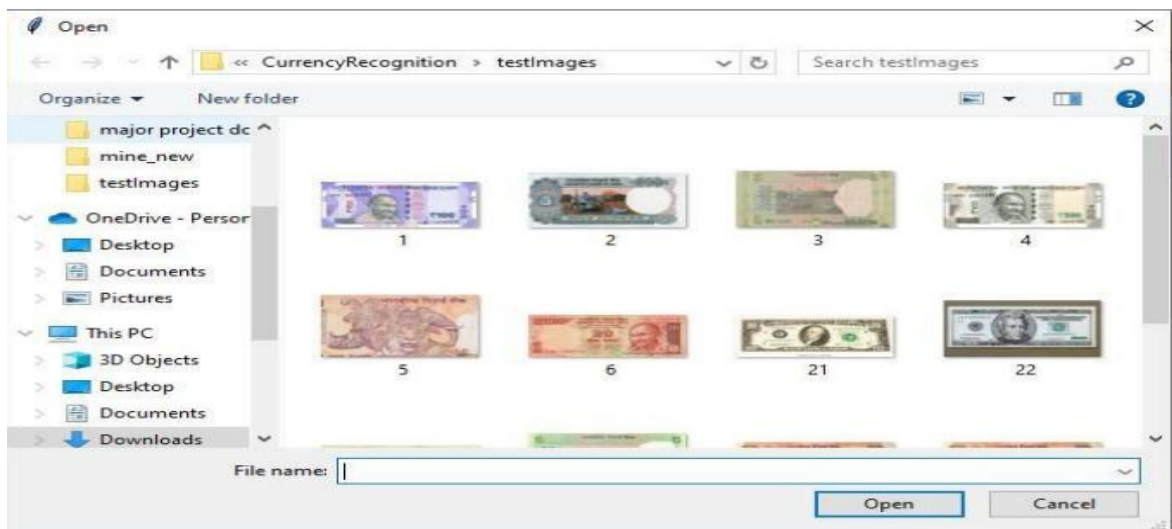 Open
« CurrencyRecognition > testImages
Search testImages
Organize
New folder
major project dc
mine_new
testImages
OneDrive - Person
Desktop
Documents
Pictures
This PC
3D Objects
Desktop
Documents
Downloads
1
2
3
4
5
6
21
22
File name:
Open
Cancel